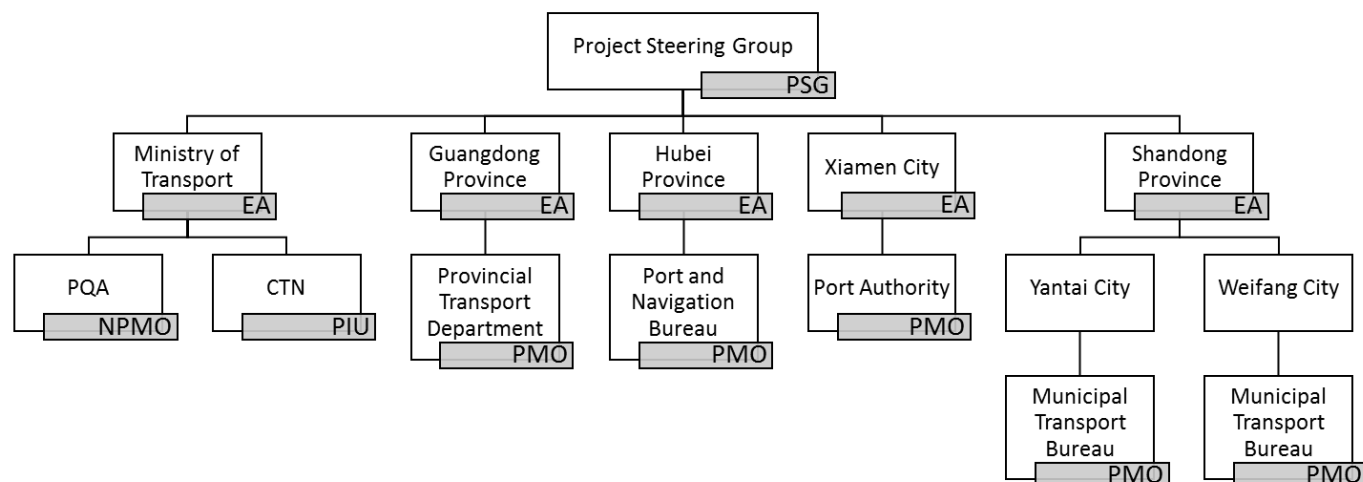 Project Steering Group
PSG
Ministry of
Transport
EA
Guangdong
Province
EA
Hubei
Province
EA
Xiamen City
EA
Shandong
Province
EA
PQA
NPMO
CTN
PIU
Provincial
Transport
Department
PMO
Port and
Navigation
Bureau
PMO
Port Authority
PMO
Yantai City
Weifang City
Municipal
Transport
Bureau
PMO
Municipal
Transport
Bureau
PMO